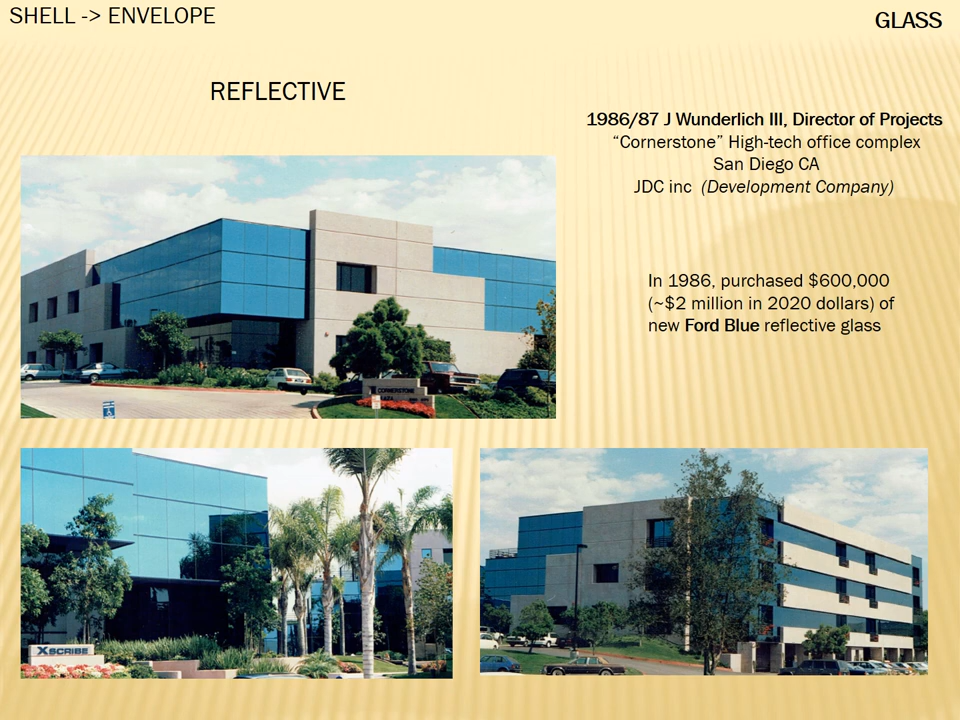 SHELL -> ENVELOPE
GLASS
REFLECTIVE
1986/87 J Wunderlich III, Director of Projects
“Cornerstone” High-tech office complex
San Diego CA
JDC inc (Development Company)
In 1986, purchased $600,000
(~$2 million in 2020 dollars) of
new Ford Blue reflective glass
CORNERSTONE
XSCRIBE